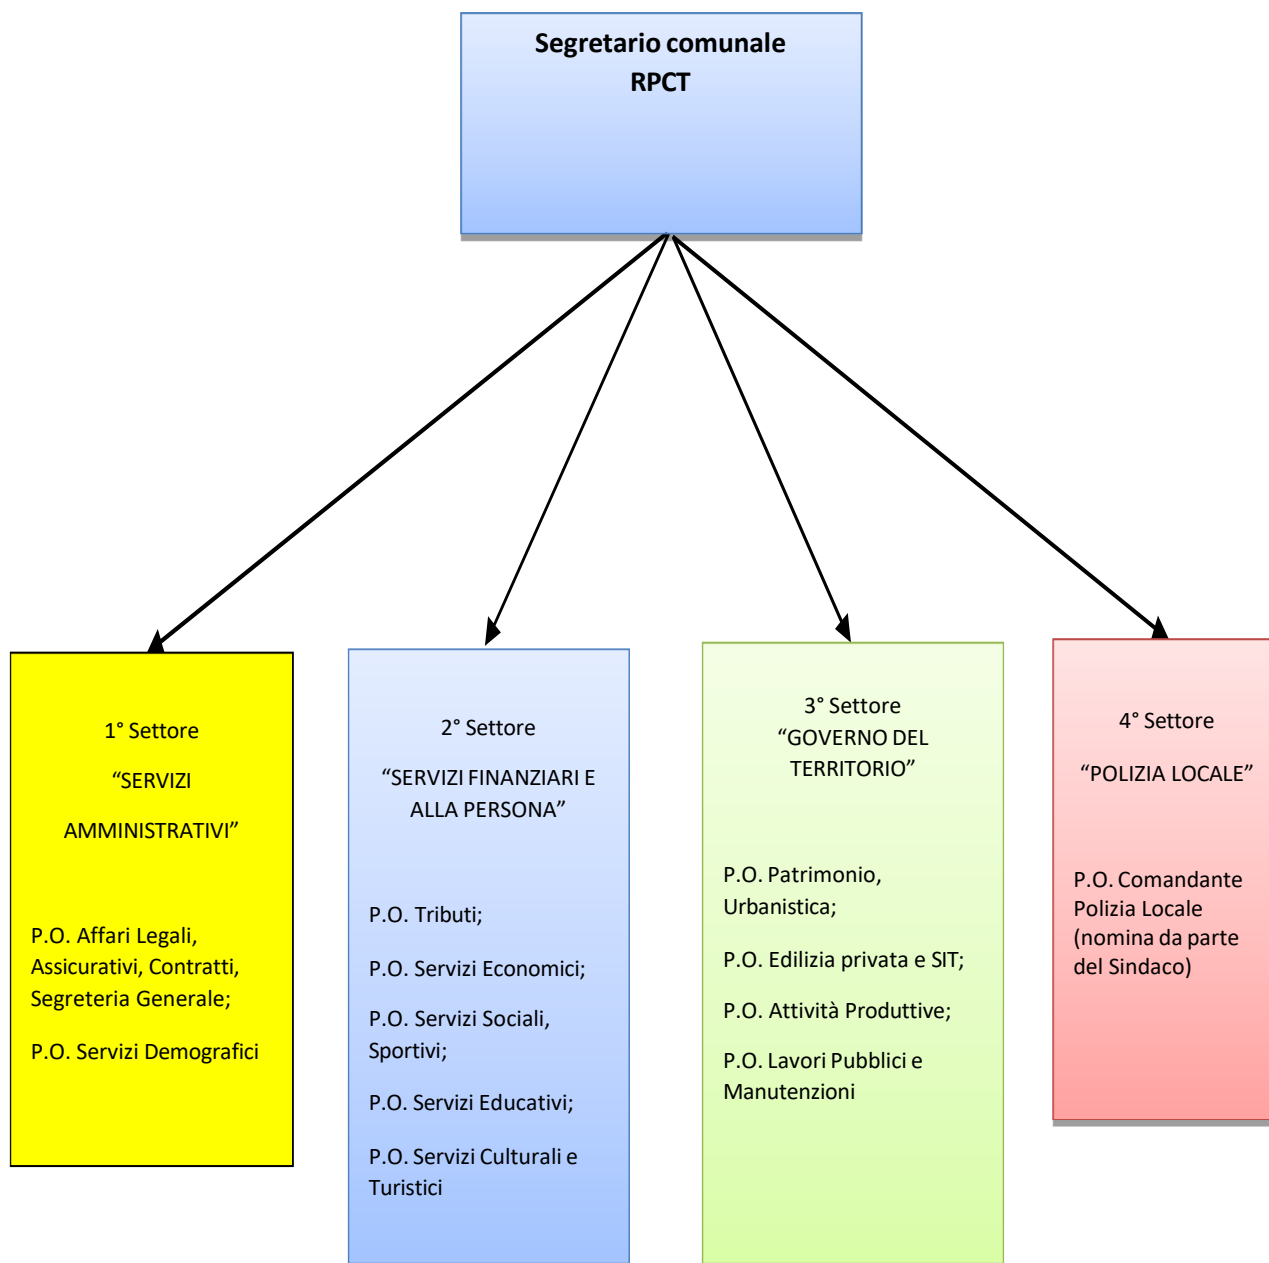 Segretario comunale
RPCT
1° Settore
“SERVIZI
AMMINISTRATIVI”
P.O. Affari Legali,
Assicurativi, Contratti,
Segreteria Generale;
P.O. Servizi Demografici
2° Settore
“SERVIZI FINANZIARI E
ALLA PERSONA”
P.O. Tributi;
P.O. Servizi Economici;
P.O. Servizi Sociali,
Sportivi;
P.O. Servizi Educativi;
P.O. Servizi Culturali e
Turistici
3° Settore
“GOVERNO DEL
TERRITORIO”
P.O. Patrimonio,
Urbanistica;
P.O. Edilizia privata e SIT;
P.O. Attività Produttive;
P.O. Lavori Pubblici e
Manutenzioni
4° Settore
“POLIZIA LOCALE”
P.O. Comandante
Polizia Locale
(nomina da parte
del Sindaco)